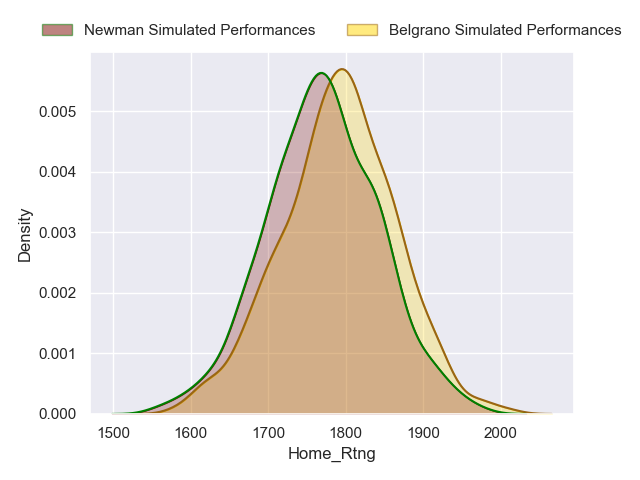 Newman Simulated Performances
Belgrano Simulated Performances
Density
0.005
0.004
0.003
0.002
0.001
0.000
1500 1600 1700 1800 1900 2000
Home_Rtng